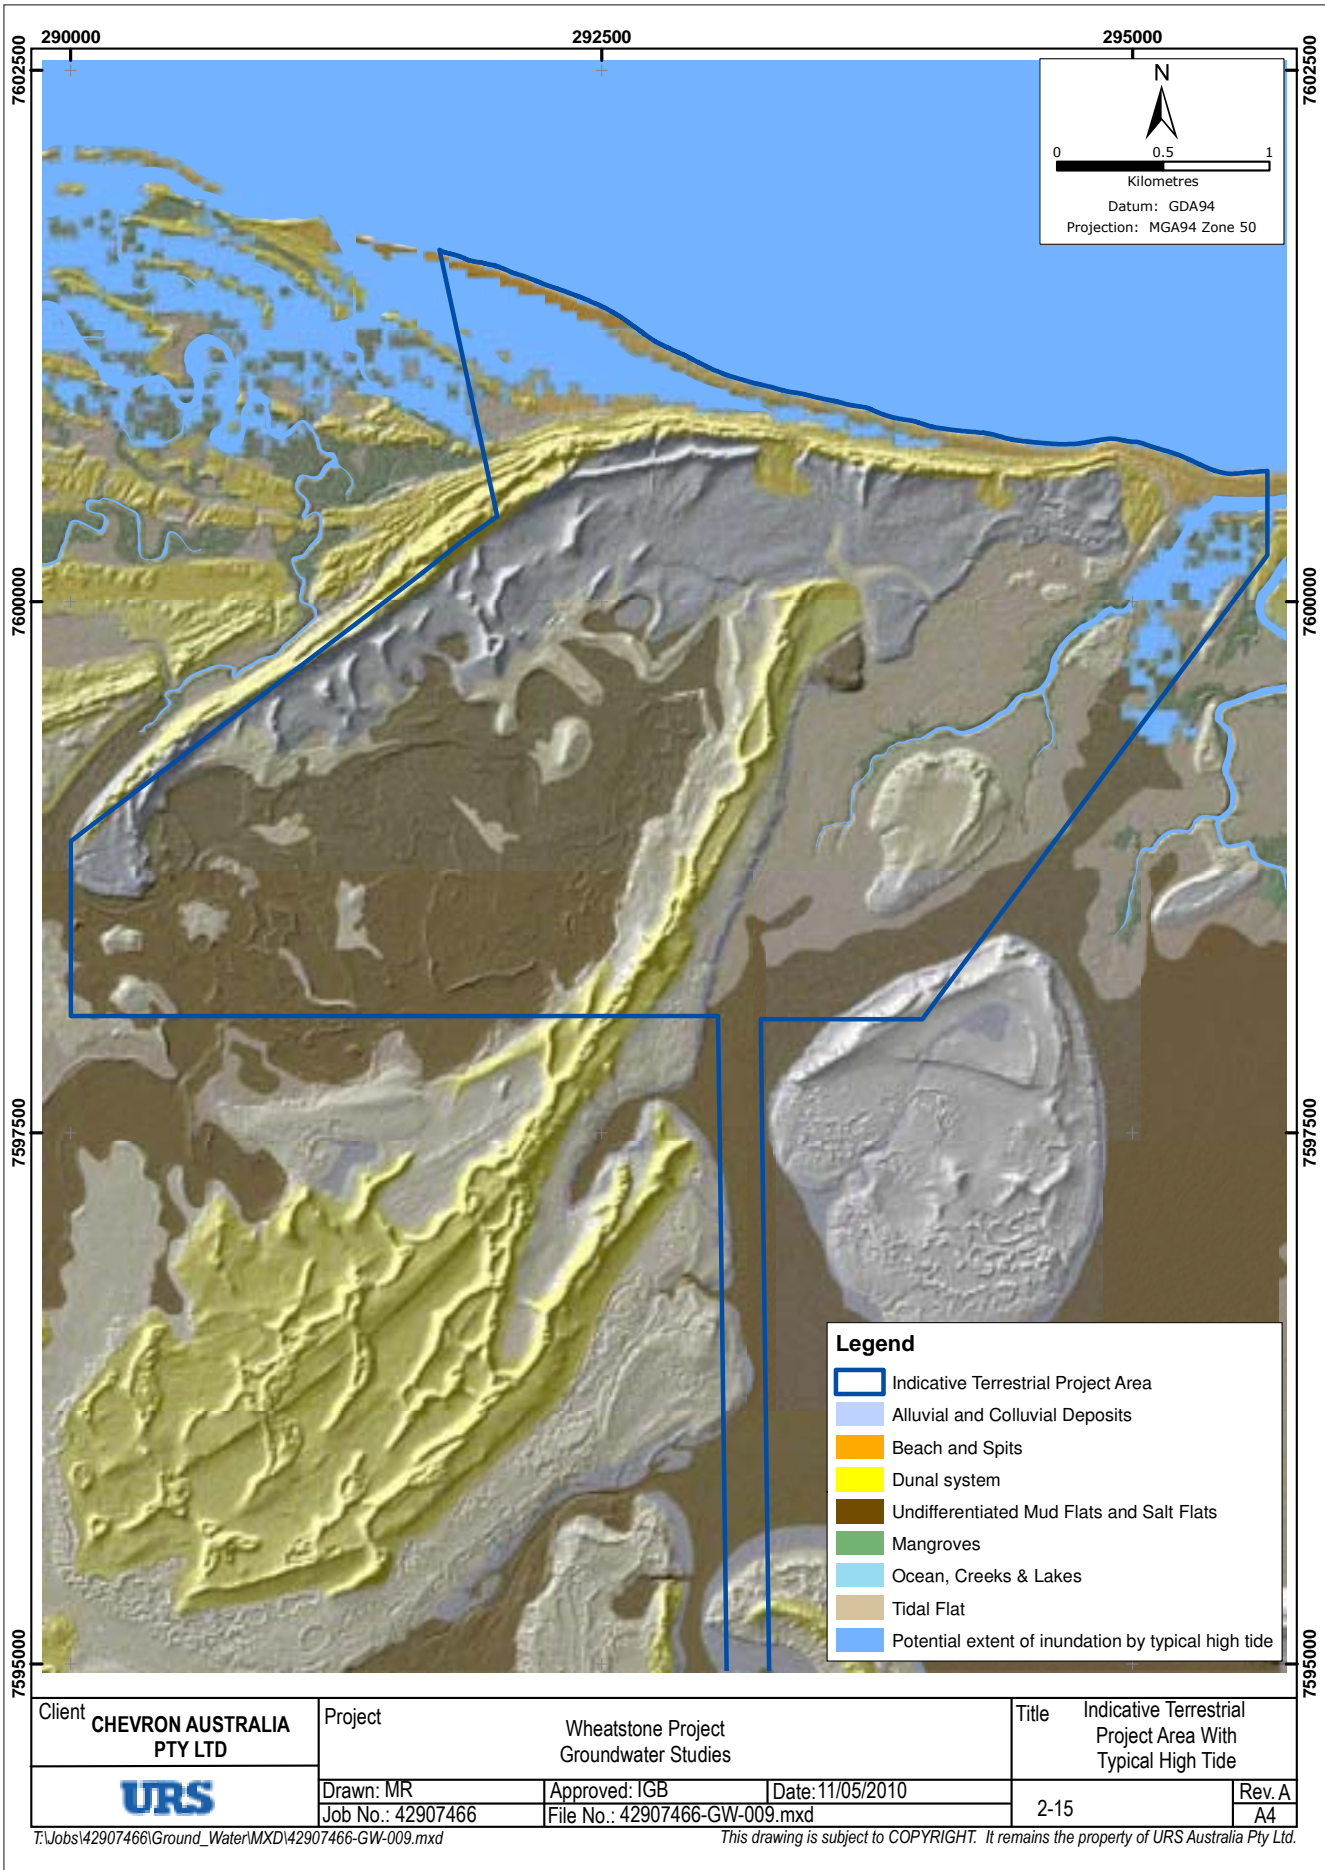 290000 292500 295000
7602500 7602500
N
0 0.5 1
Kilometres
Datum: GDA94
Projection: MGA94 Zone 50
7600000 7600000
7597500 7597500
Legend
Indicative Terrestrial Project Area
Alluvial and Colluvial Deposits
Beach and Spits
Dunal system
Undifferentiated Mud Flats and Salt Flats
Mangroves
Ocean, Creeks & Lakes
Tidal Flat
Potential extent of inundation by typical high tide
7595000 7595000
Client CHEVRON AUSTRALIA
PTY LTD
Project
Wheatstone Project
Groundwater Studies
Title Indicative Terrestrial
Project Area With
Typical High Tide
URS
Drawn: MR Approved: IGB Date: 11/05/2010
Job No.: 42907466 File No.: 42907466-GW-009.mxd
2-15
Rev. A
A4
T:\Jobs\42907466\Ground_Water\MXD\42907466-GW-009.mxd
This drawing is subject to COPYRIGHT. It remains the property of URS Australia Pty Ltd.